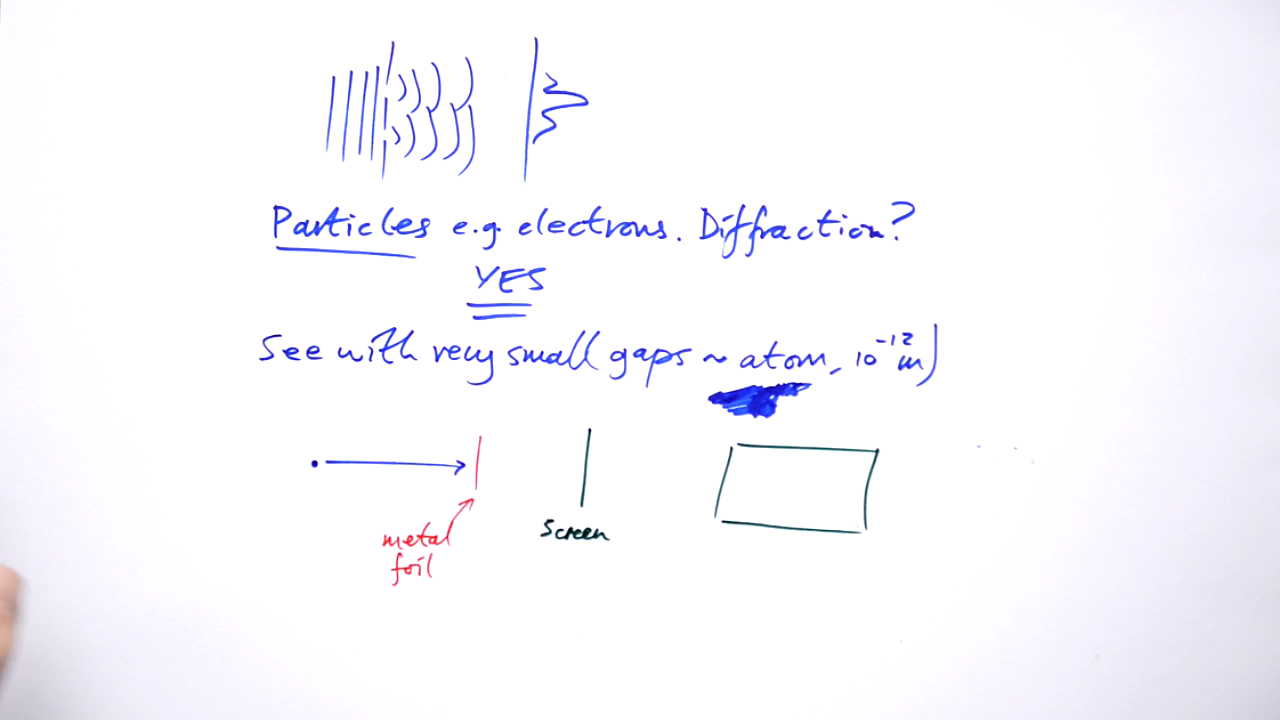 Particles e.g electrons. Diffraction?
YES
See with very small gaps ~ atom, 10⁻¹² m)
metal
foil
Screen